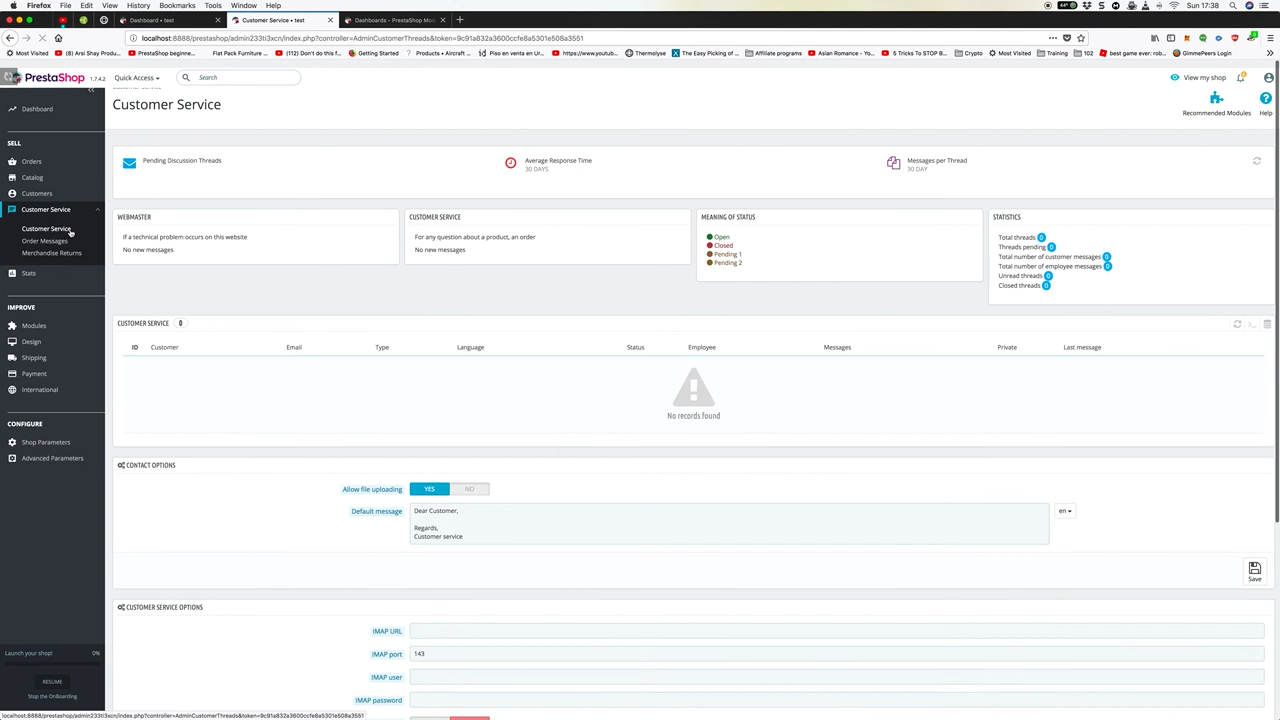 Firefox File Edit View History Bookmarks Tools Window Help
44° Sun 17:38
Dashboard • test
Customer Service • test
Dashboards - PrestaShop Mod
localhost:8888/prestashop/admin233ti3xcn/index.php?controller=AdminCustomerThreads&token=9c91a832a3600ccfe8a5301e508a3551
Most Visited (8) Arsi Shay Produc PrestaShop beginne... Flat Pack Furniture ... (112) Don't do this f... Getting Started Products • Aircraft ... Piso en venta en Ur... https://www.youtub... Thermolyse The Easy Picking of ... Affiliate programs Asian Romance - Yo... 5 Tricks To STOP B... Crypto Most Visited Training 102 best game ever: rob... GimmePeers Login
PrestaShop 1.7.4.2 Quick Access Search View my shop
Customer Service
Recommended Modules Help
Dashboard
SELL
Orders
Catalog
Customers
Customer Service
Customer Service
Order Messages
Merchandise Returns
Stats
IMPROVE
Modules
Design
Shipping
Payment
International
CONFIGURE
Shop Parameters
Advanced Parameters
Launch your shop! 0%
RESUME
Stop the OnBoarding
Pending Discussion Threads
Average Response Time
30 DAYS
Messages per Thread
30 DAY
WEBMASTER
If a technical problem occurs on this website
No new messages
CUSTOMER SERVICE
For any question about a product, an order
No new messages
MEANING OF STATUS
Open
Closed
Pending 1
Pending 2
STATISTICS
Total threads 0
Threads pending 0
Total number of customer messages 0
Total number of employee messages 0
Unread threads 0
Closed threads 0
CUSTOMER SERVICE 0
ID Customer Email Type Language Status Employee Messages Private Last message
No records found
CONTACT OPTIONS
Allow file uploading YES NO
Default message
Dear Customer,
Regards,
Customer service
en
Save
CUSTOMER SERVICE OPTIONS
IMAP URL
IMAP port 143
IMAP user
IMAP password
localhost:8888/prestashop/admin233ti3xcn/index.php?controller=AdminCustomerThreads&token=9c91a832a3600ccfe8a5301e508a3551